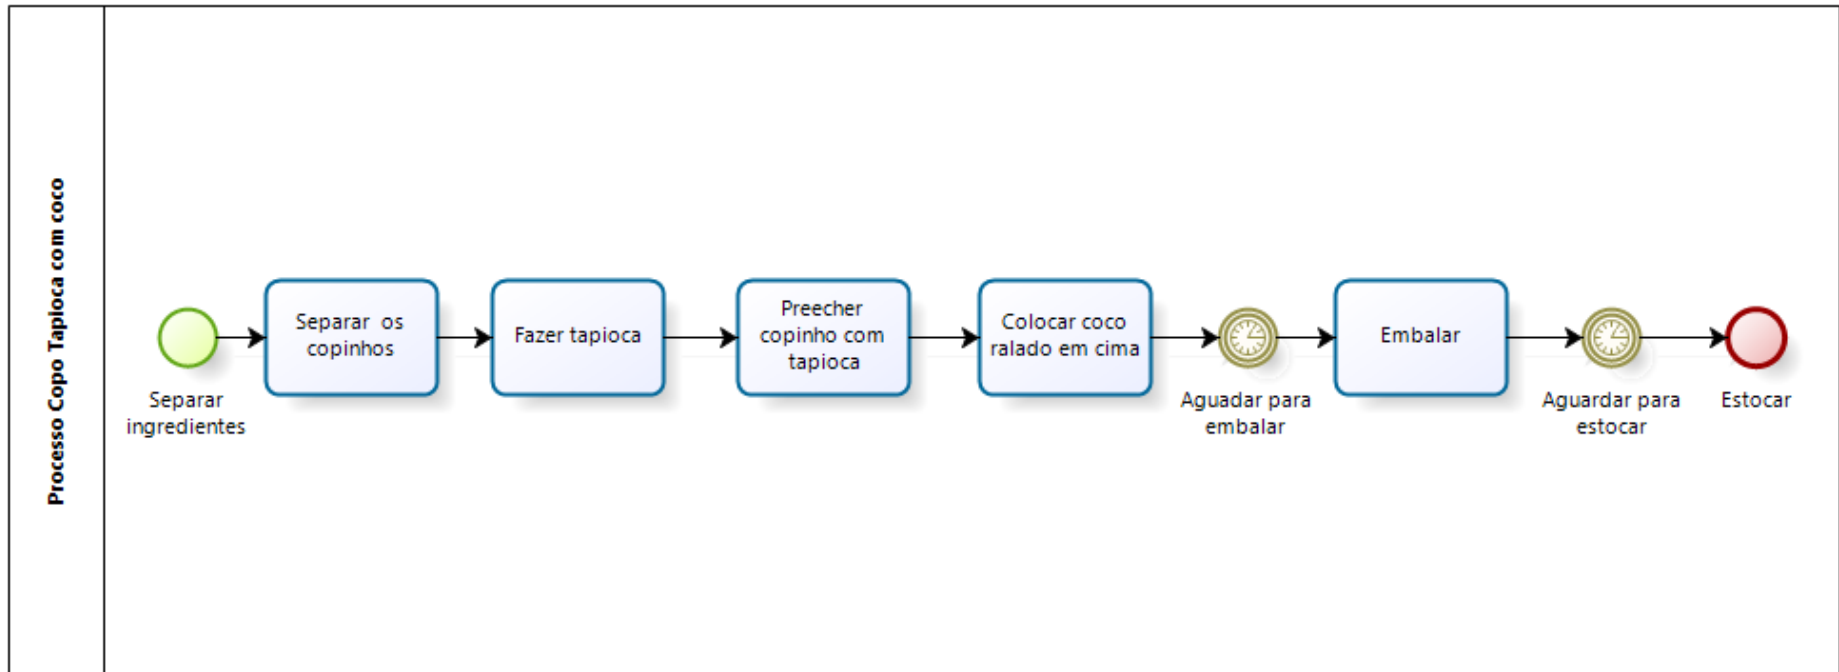 Processo Copo Tapioca com coco
Separar
ingredientes
Separar os
copinhos
Fazer tapioca
Preecher
copinho com
tapioca
Colocar coco
ralado em cima
Aguadar para
embalar
Embalar
Aguardar para
estocar
Estocar